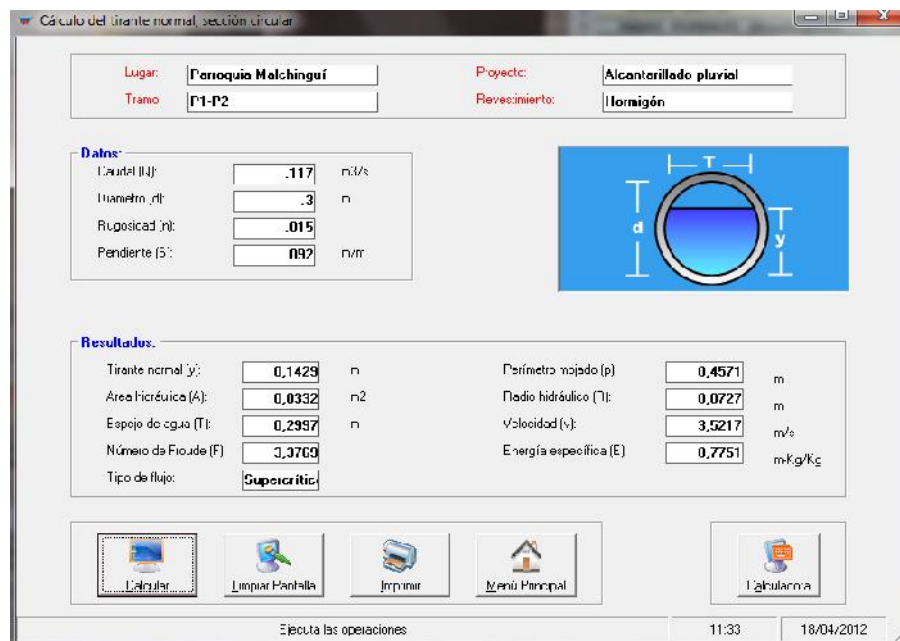 Cálculo del tirante normal, sección circular
Lugar: Parroquia Malchinguí Proyecto: Alcantarillado pluvial
Tramo P1-P2 Revestimiento: Hormigón
Datos:
Caudal (Q): .117 m3/s
Diámetro (d): .3 m
Rugosidad (n): .015
Pendiente (S): .092 m/m
T
d
y
Resultados:
Tirante normal (y): 0,1429 m Perímetro mojado (p) 0,4571 m
Area hidráulica (A): 0,0332 m2 Radio hidráulico (R): 0,0727 m
Espejo de agua (T): 0,2997 m Velocidad (v): 3,5217 m/s
Número de Froude (F) Energía específica (E) 0,7751 m-Kg/Kg
Tipo de flujo: Supercrític
Calcular Limpiar Pantalla Imprimir Menú Principal Calculadora
Ejecuta las operaciones 11:33 18/04/2012